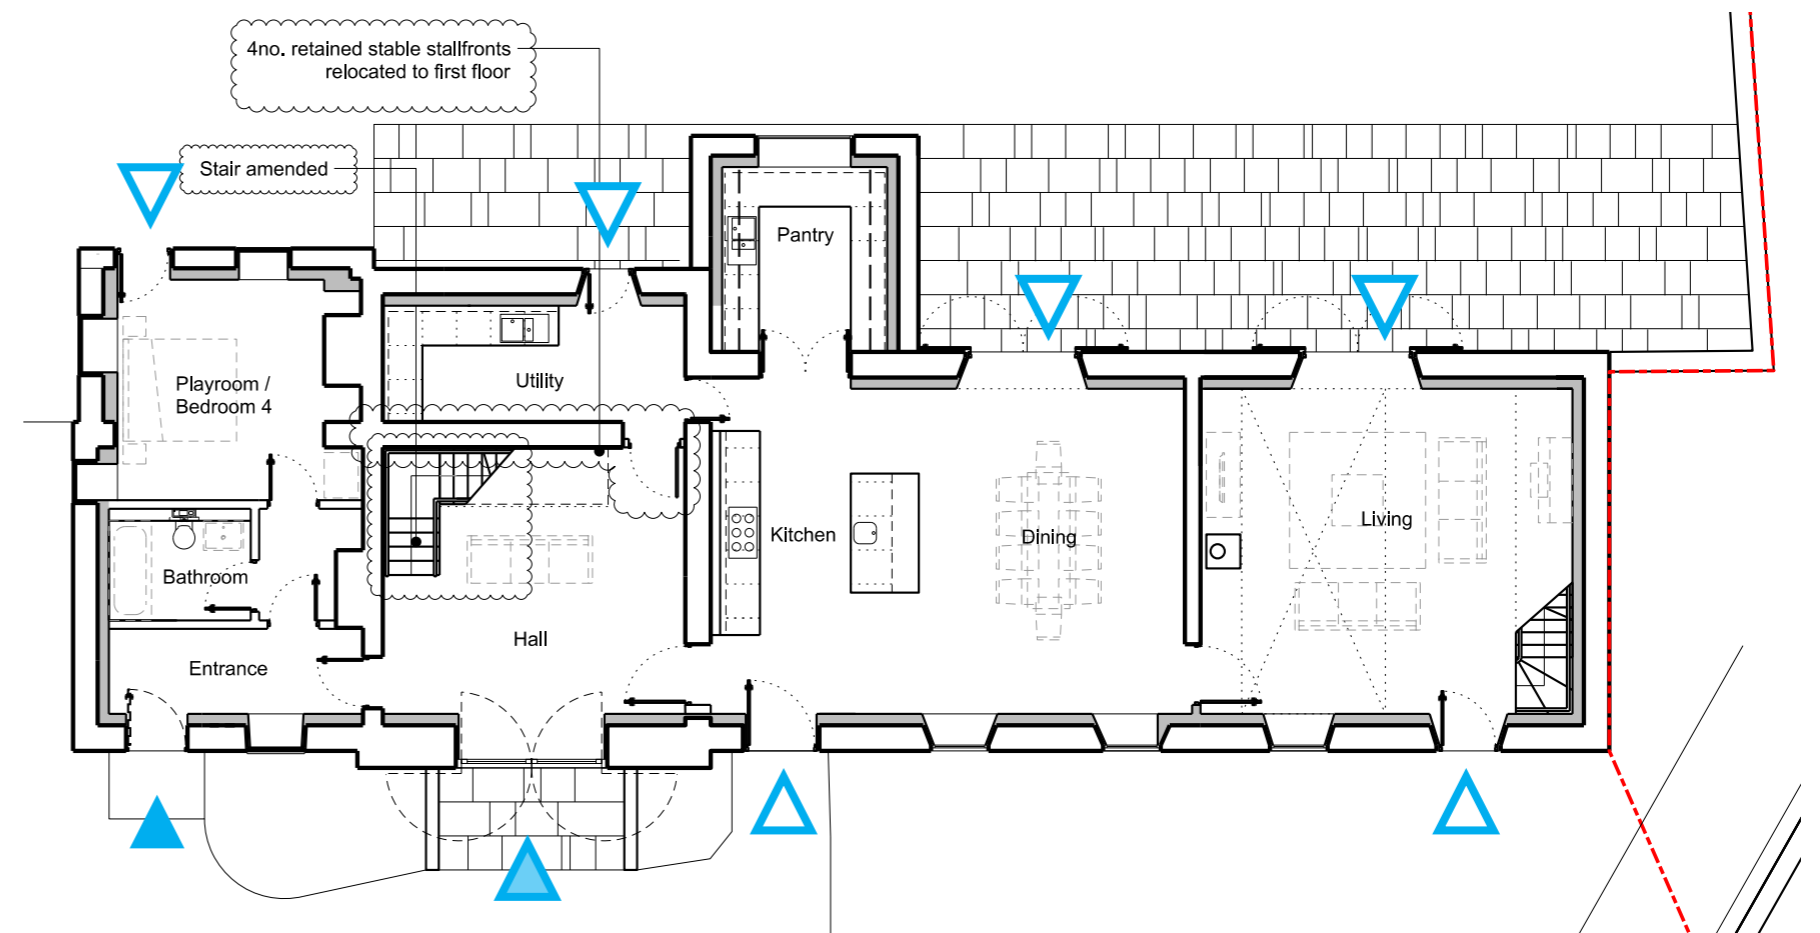 4no. retained stable stallfronts
relocated to first floor
Stair amended
Pantry
Utility
Playroom /
Bedroom 4
Kitchen
Dining
Living
Bathroom
Hall
Entrance